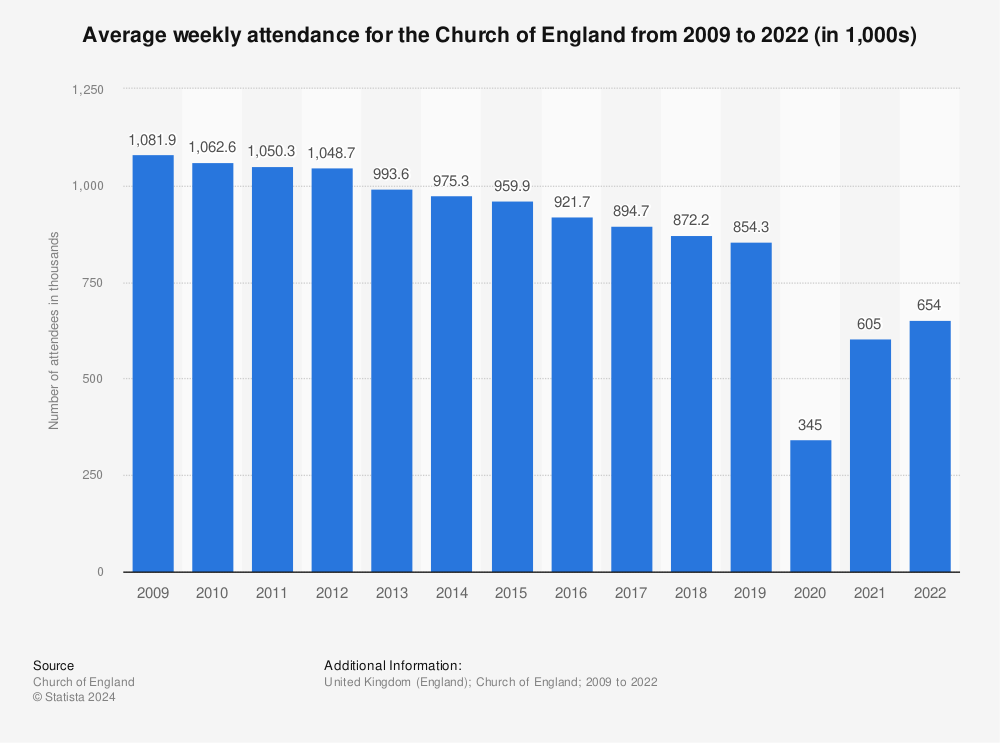 Average weekly attendance for the Church of England from 2009 to 2022 (in 1,000s)
Number of attendees in thousands
1,250
1,000
750
500
250
0
1,081.9
1,062.6
1,050.3
1,048.7
993.6
975.3
959.9
921.7
894.7
872.2
854.3
345
605
654
2009 2010 2011 2012 2013 2014 2015 2016 2017 2018 2019 2020 2021 2022
Source
Church of England
© Statista 2024
Additional Information:
United Kingdom (England); Church of England; 2009 to 2022